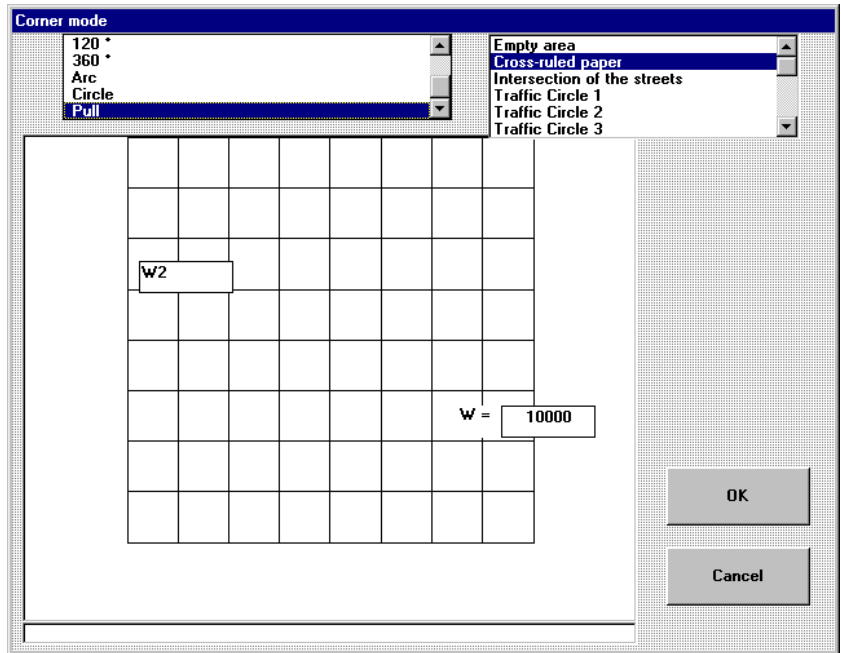 Corner mode
120 °
360 °
Arc
Circle
Pull
Empty area
Cross-ruled paper
Intersection of the streets
Traffic Circle 1
Traffic Circle 2
Traffic Circle 3
W2
W = 10000
OK
Cancel